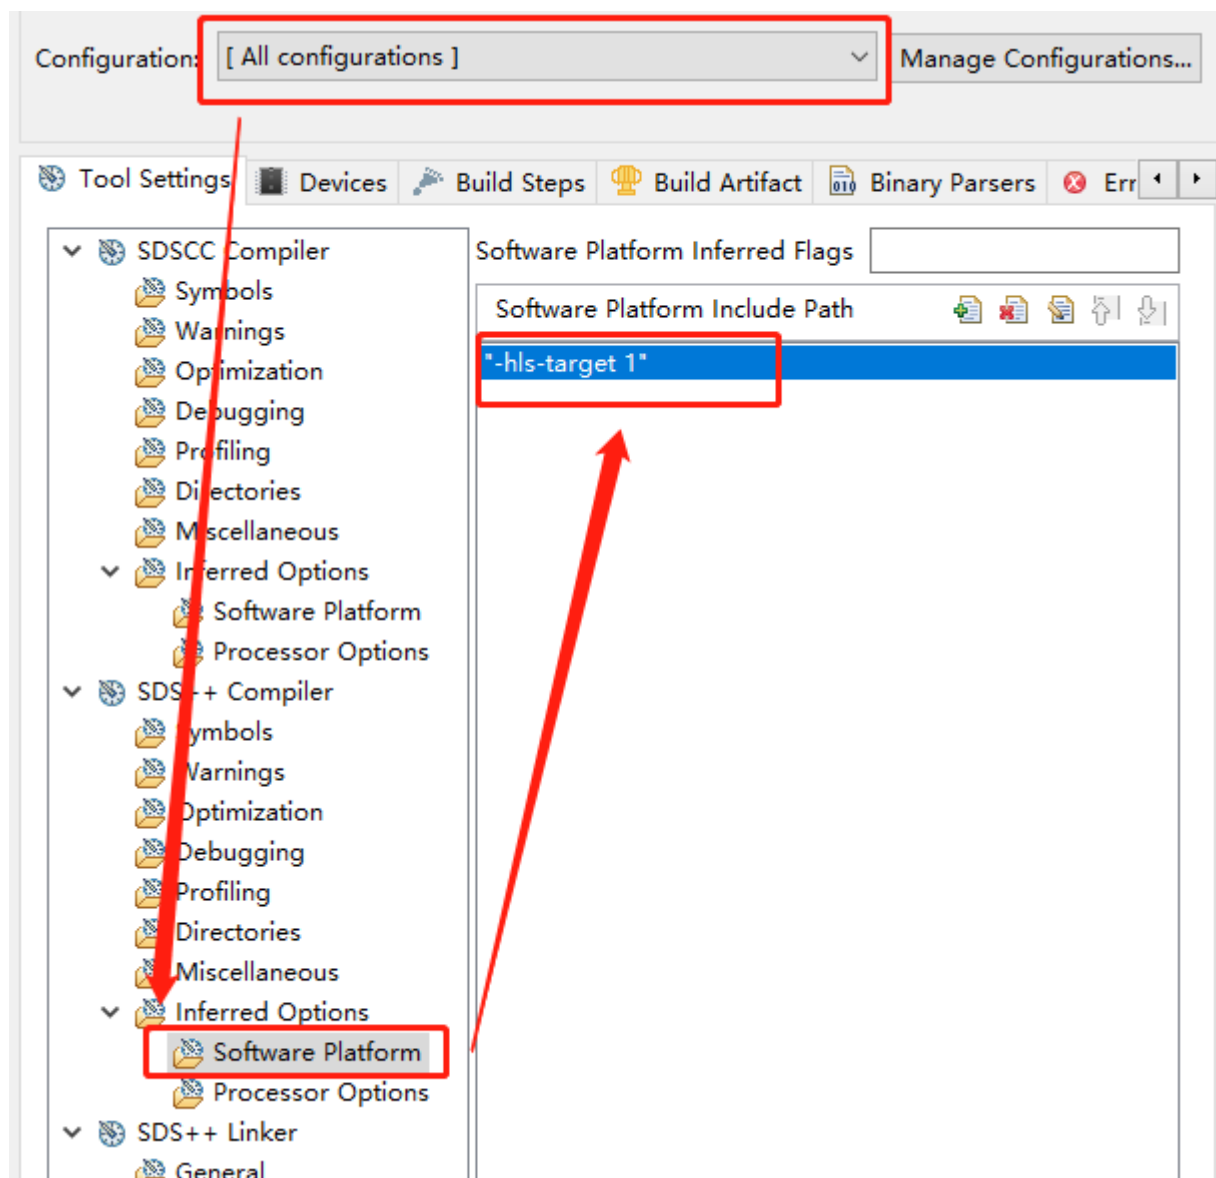 Configuration: [ All configurations ] Manage Configurations...
Tool Settings Devices Build Steps Build Artifact Binary Parsers Err
SDSCC Compiler
Software Platform Inferred Flags
Symbols
Software Platform Include Path
Warnings
"-hls-target 1"
Optimization
Debugging
Profiling
Directories
Miscellaneous
Inferred Options
Software Platform
Processor Options
SDS++ Compiler
Symbols
Warnings
Optimization
Debugging
Profiling
Directories
Miscellaneous
Inferred Options
Software Platform
Processor Options
SDS++ Linker
General